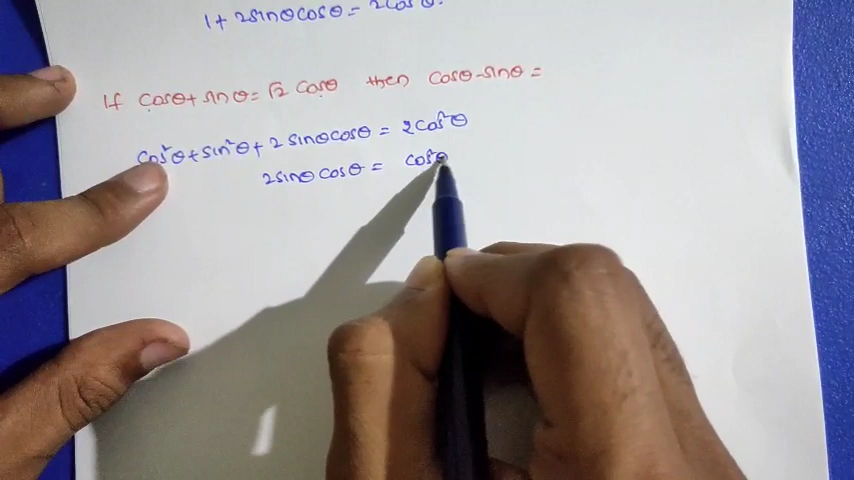 1 + 2sinθcosθ = 2cos²θ.
If cosθ + sinθ = √2 cosθ then cosθ - sinθ =
cos²θ + sin²θ + 2 sinθcosθ = 2cos²θ
2sinθ cosθ = cos²θ